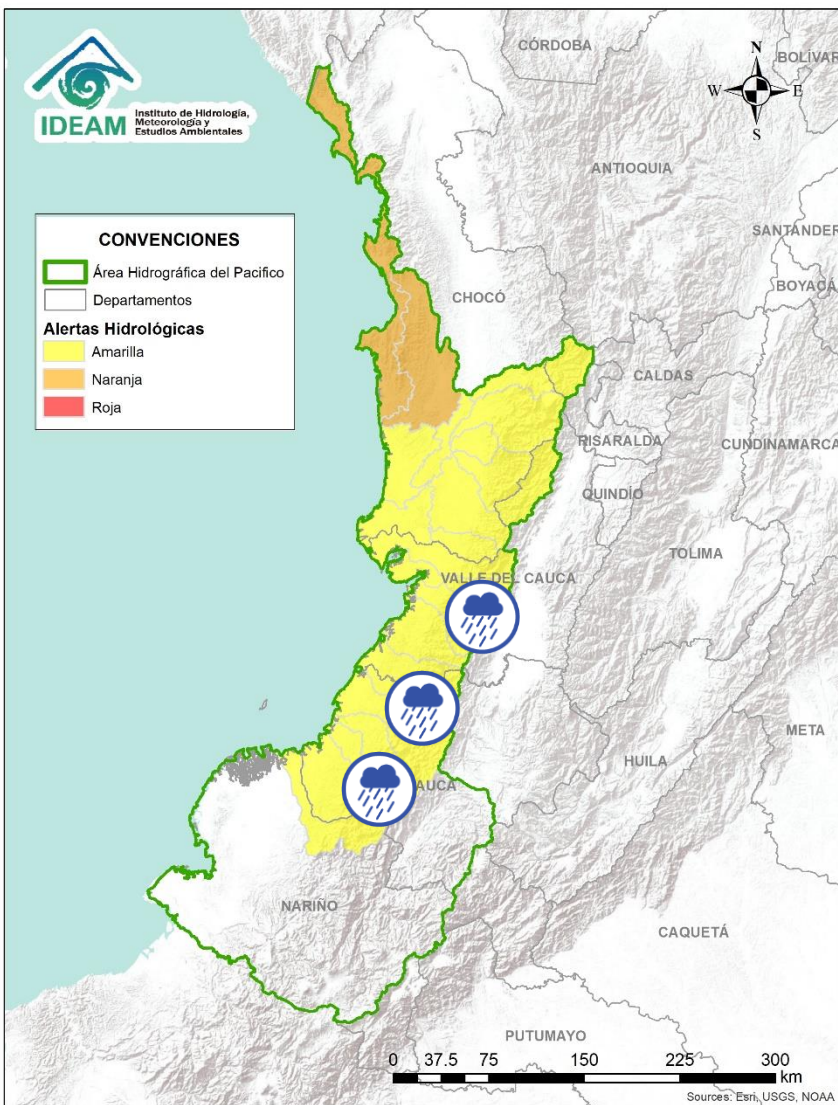 IDEAM
Instituto de Hidrología,
Meteorología y
Estudios Ambientales
CÓRDOBA
BOLÍVAR
N
W
E
S
ANTIOQUIA
SANTANDER
BOYACÁ
CONVENCIONES
Área Hidrográfica del Pacifico
Departamentos
Alertas Hidrológicas
Amarilla
Naranja
Roja
CHOCÓ
CALDAS
RISARALDA
CUNDINAMARCA
QUINDÍO
TOLIMA
VALLE DEL CAUCA
META
HUILA
AUCA
NARIÑO
CAQUETÁ
PUTUMAYO
0 37.5 75 150 225 300
km
Sources: Esri, USGS, NOAA